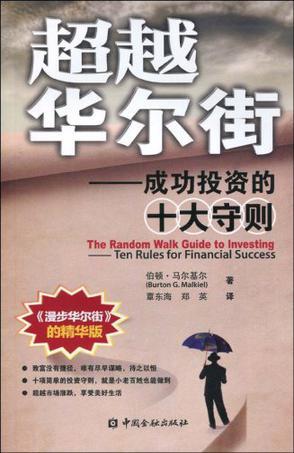 超越
华尔街
——成功投资的
十大守则
The Random Walk Guide to Investing
—— Ten Rules for Financial Success
伯顿·马尔基尔 著
(Burton G. Malkiel)
覃东海 郑 英 译
《漫步华尔街》
的精华版
● 致富没有捷径，唯有尽早谋略，持之以恒
● 十项简单的投资守则，就是小老百姓也能做到
● 超越市场涨跌，享受美好生活
中国金融出版社